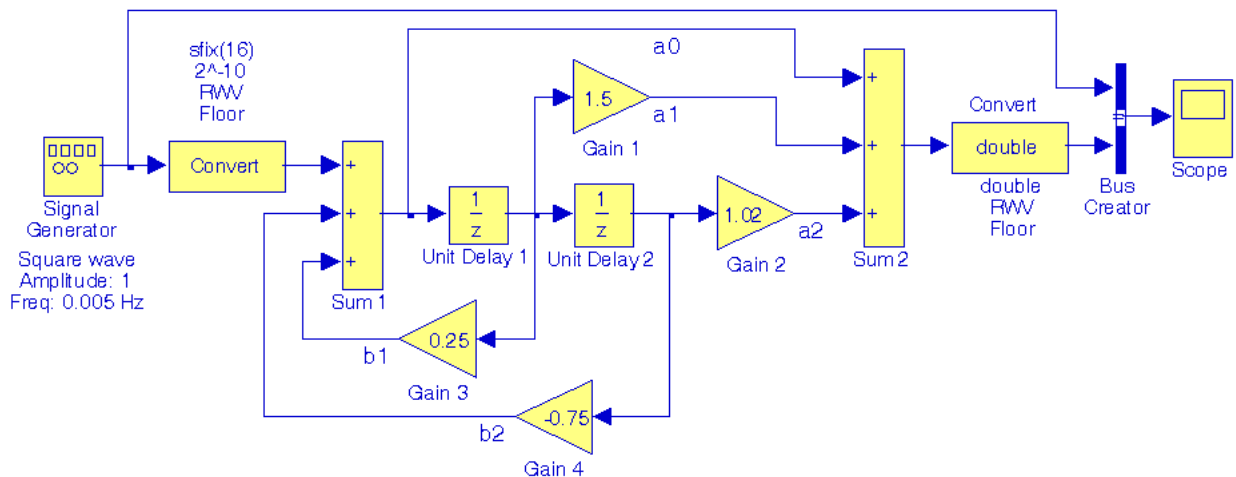 sfix(16)
2^-10
RWV
Floor
Convert
Signal
Generator
Square wave
Amplitude: 1
Freq: 0.005 Hz
+
+
+
Sum 1
1
z
Unit Delay 1
1
z
Unit Delay 2
a0
1.5
a1
Gain 1
1.02
a2
Gain 2
0.25
b1
Gain 3
-0.75
b2
Gain 4
+
+
+
Sum 2
Convert
double
double
RWV
Floor
Bus
Creator
Scope